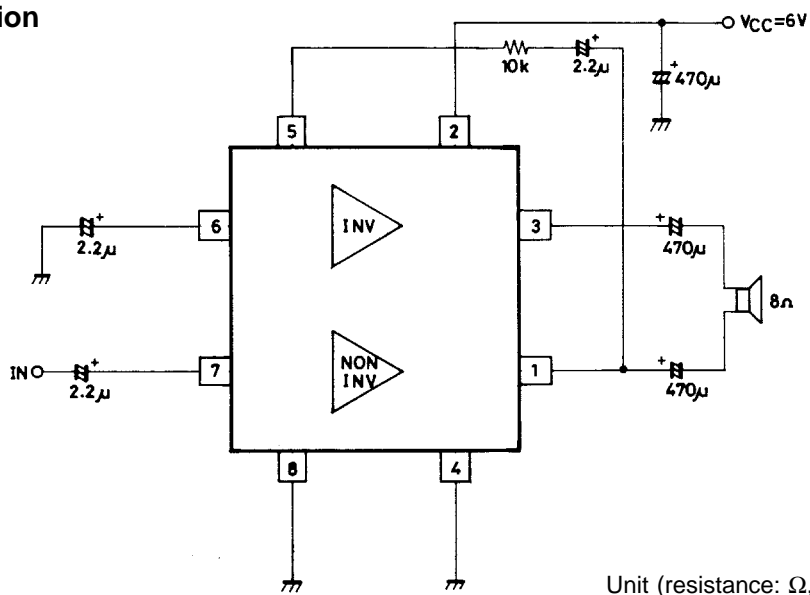 ion
VCC=6V
10k
+
2.2μ
+
470μ
5
2
+
2.2μ
6
INV
3
+
470μ
8Ω
IN
+
2.2μ
7
NON
INV
1
+
470μ
8
4
Unit (resistance: Ω,